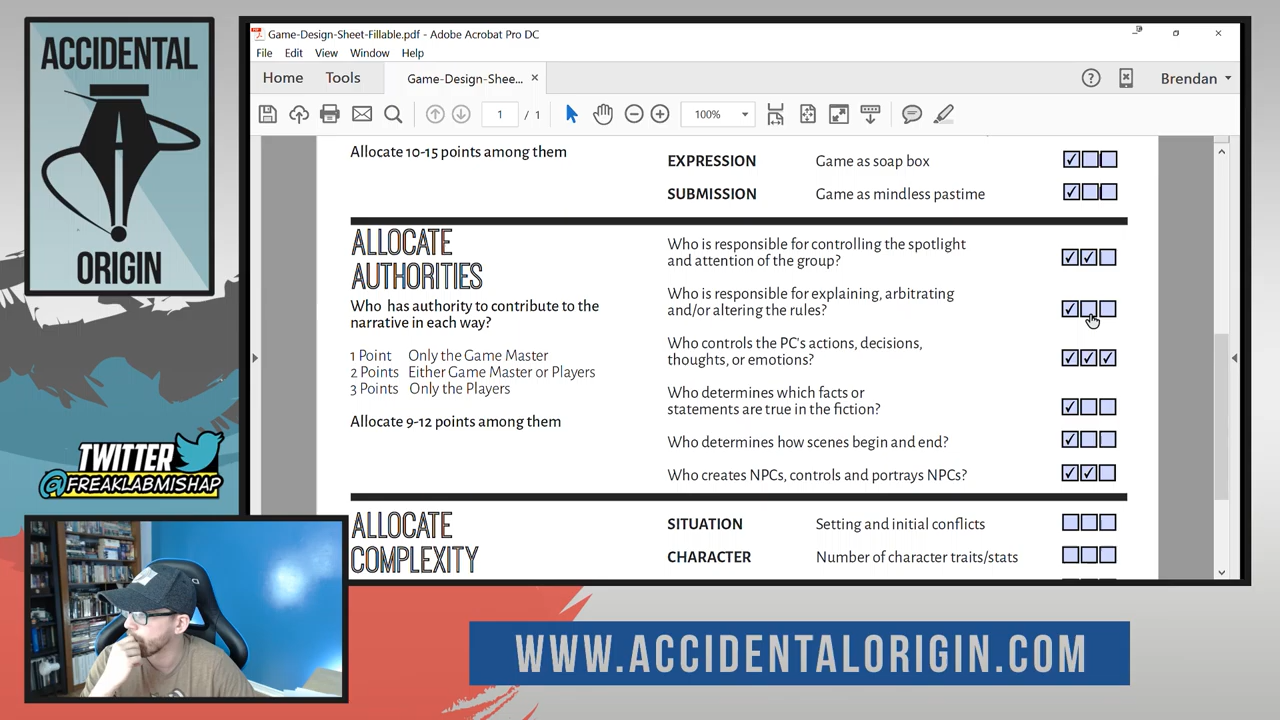 ACCIDENTAL
ORIGIN
Game-Design-Sheet-Fillable.pdf - Adobe Acrobat Pro DC
File Edit View Window Help
Home Tools Game-Design-Shee... ×
Brendan
1 / 1
100%
Allocate 10-15 points among them
EXPRESSION Game as soap box
SUBMISSION Game as mindless pastime
ALLOCATE
AUTHORITIES
Who has authority to contribute to the
narrative in each way?
1 Point Only the Game Master
2 Points Either Game Master or Players
3 Points Only the Players
Allocate 9-12 points among them
Who is responsible for controlling the spotlight
and attention of the group?
Who is responsible for explaining, arbitrating
and/or altering the rules?
Who controls the PC's actions, decisions,
thoughts, or emotions?
Who determines which facts or
statements are true in the fiction?
Who determines how scenes begin and end?
Who creates NPCs, controls and portrays NPCs?
ALLOCATE
COMPLEXITY
SITUATION Setting and initial conflicts
CHARACTER Number of character traits/stats
TWITTER
@FREAKLABMISHAP
WWW.ACCIDENTALORIGIN.COM